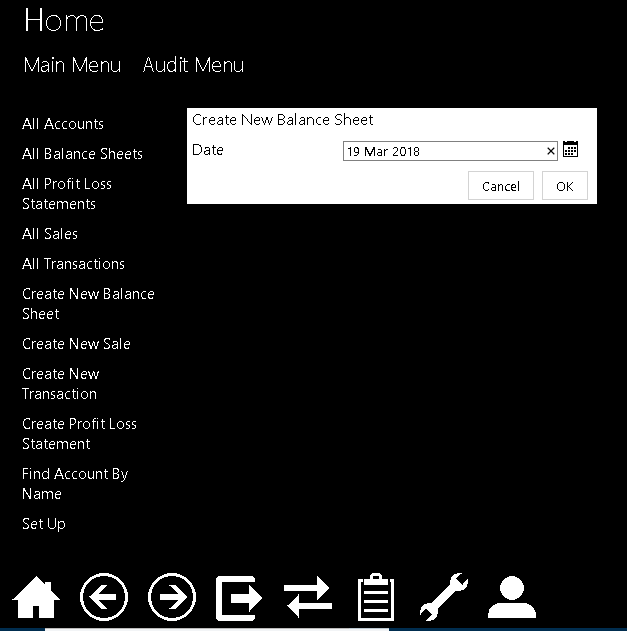 Home
Main Menu Audit Menu
All Accounts
All Balance Sheets
All Profit Loss
Statements
All Sales
All Transactions
Create New Balance
Sheet
Create New Sale
Create New
Transaction
Create Profit Loss
Statement
Find Account By
Name
Set Up
Create New Balance Sheet
Date 19 Mar 2018 ×
Cancel OK